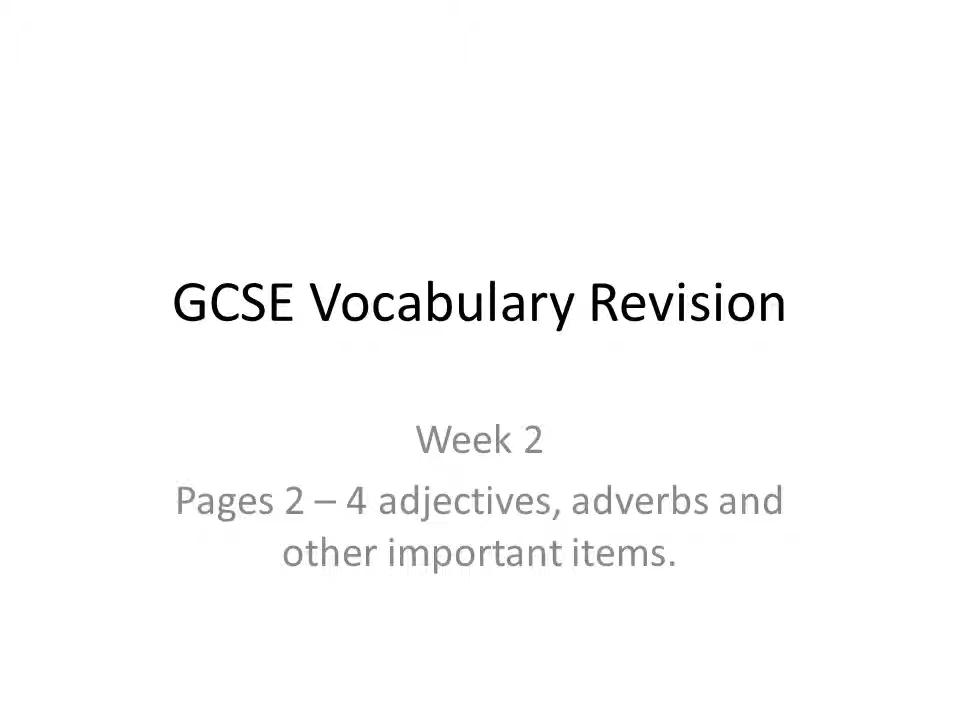 GCSE Vocabulary Revision
Week 2
Pages 2 – 4 adjectives, adverbs and
other important items.